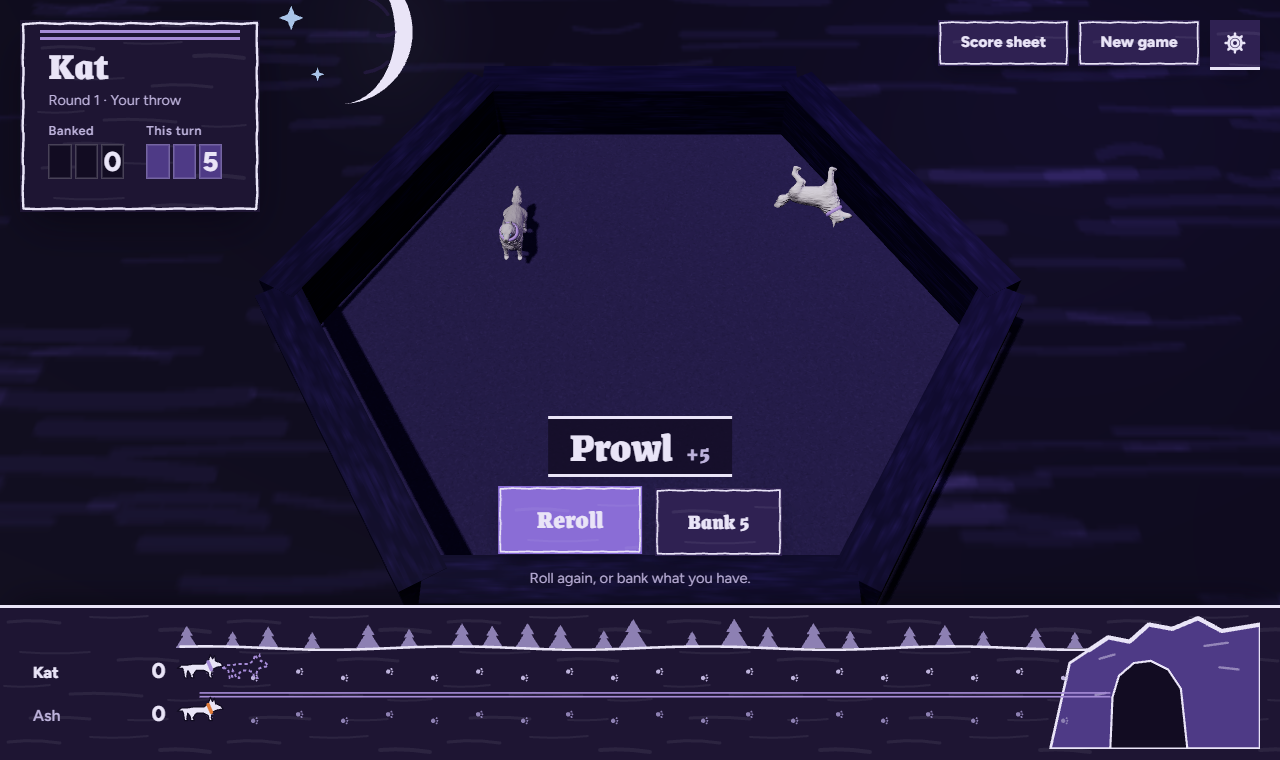 Kat
Round 1 · Your throw
Banked This turn
0 5
Score sheet New game
Prowl +5
Reroll Bank 5
Roll again, or bank what you have.
Kat 0
Ash 0